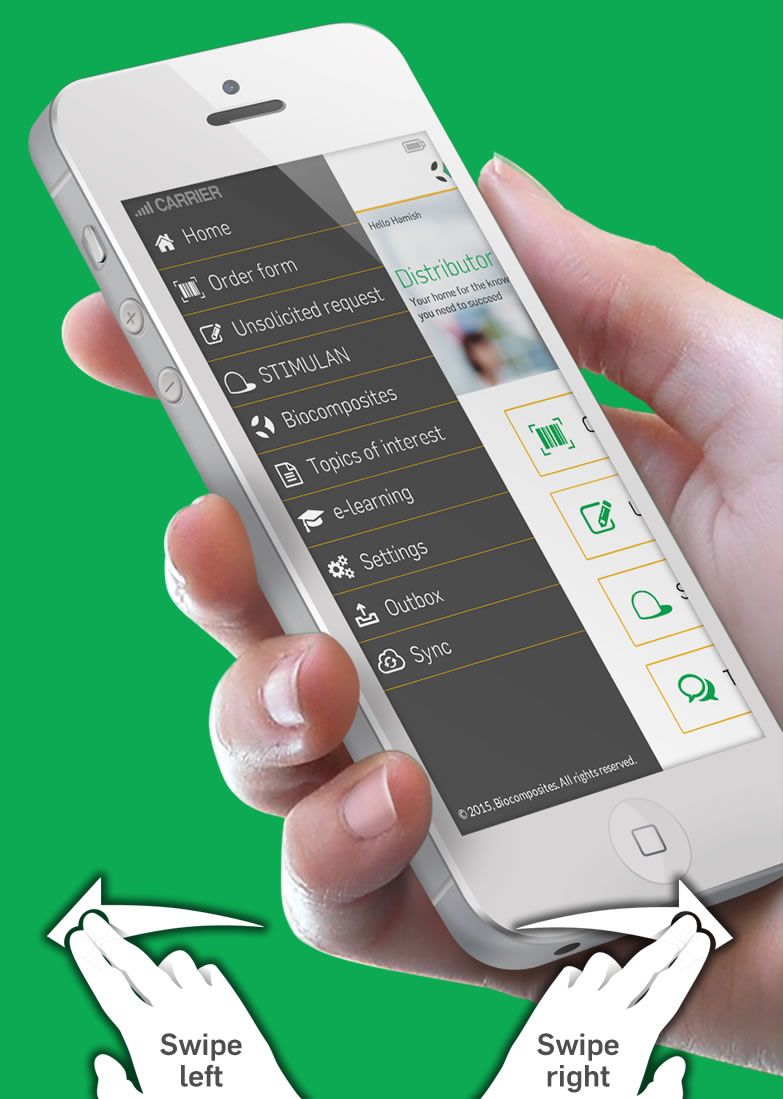 CARRIER
Home
Order form
Unsolicited request
STIMULAN
Biocomposites
Topics of interest
e-learning
Settings
Outbox
Sync
© 2015, Biocomposites. All rights reserved.
Hello Hamish
Distributor
Your home for the know
you need to succeed
C
U
S
T
Swipe
left
Swipe
right